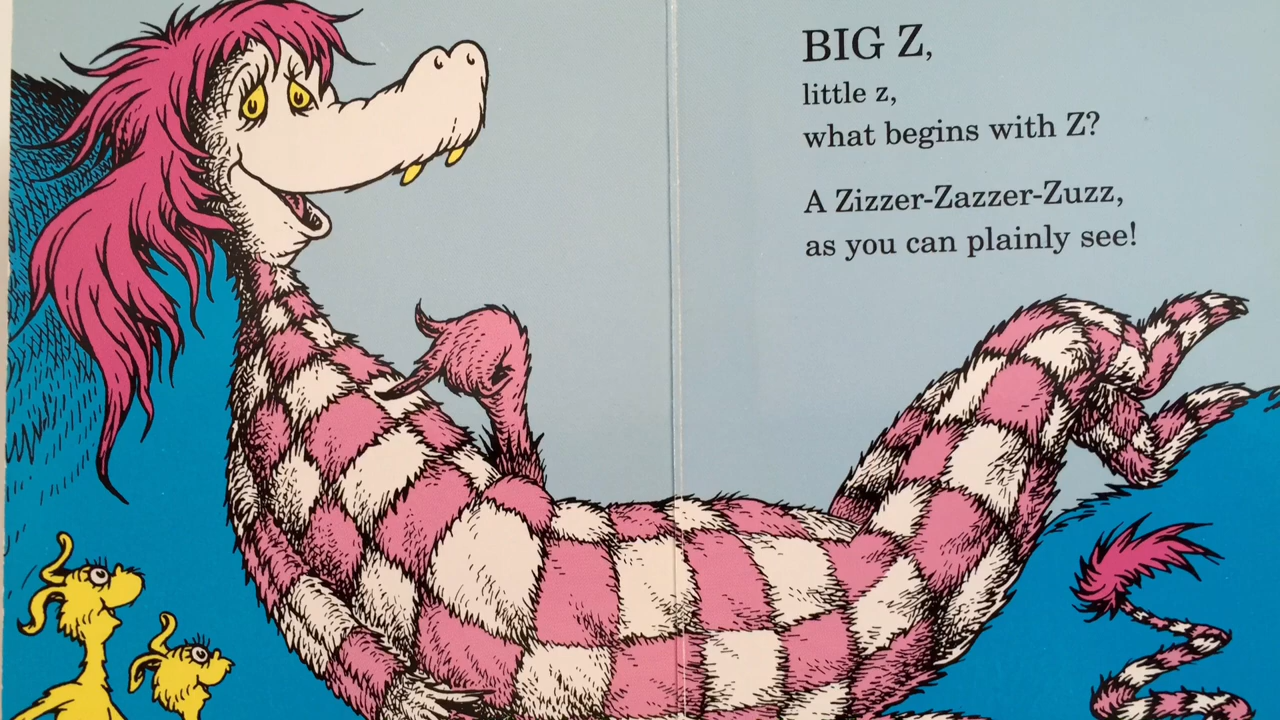 BIG Z,
little z,
what begins with Z?
A Zizzer-Zazzer-Zuzz,
as you can plainly see!